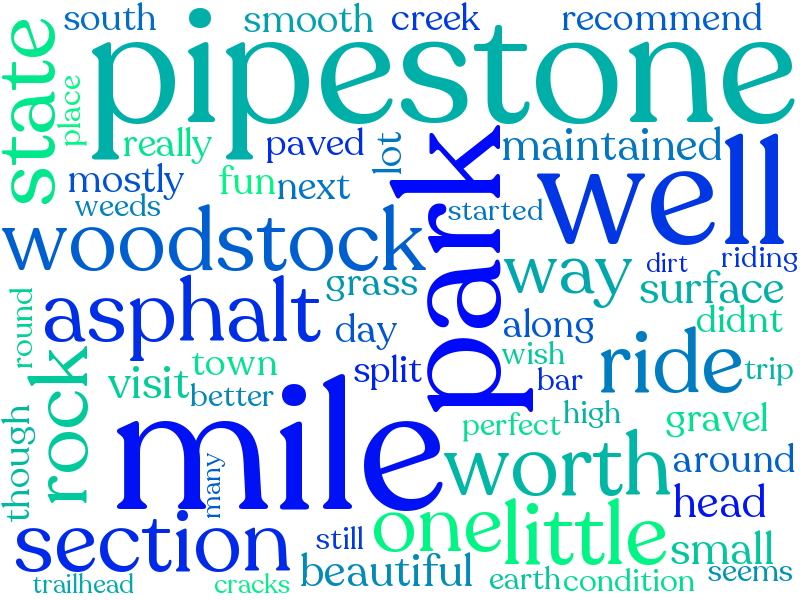 south smooth creek recommend
state place pipestone
really paved lot maintained
mostly fun next park well
weeds started
woodstock way dirt riding
asphalt grass surface
round day along didnt
rock town split wish ride trip
visit better bar
though mile perfect high gravel
many worth around
section still one little head
beautiful small
trailhead cracks earth condition seems